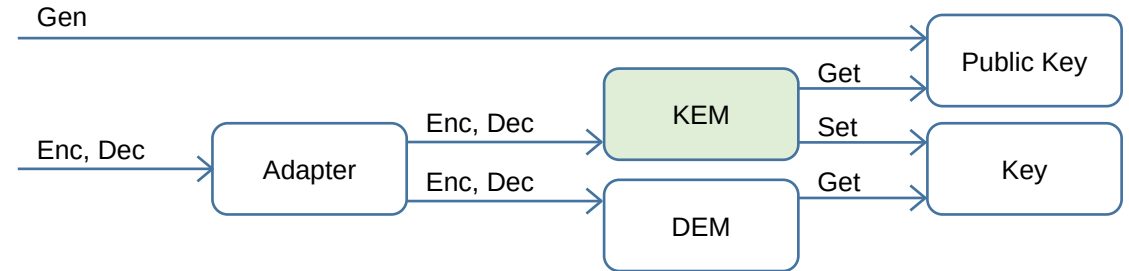 Gen
Public Key
Get
KEM
Enc, Dec
Set
Enc, Dec
Adapter
Key
Enc, Dec
Get
DEM